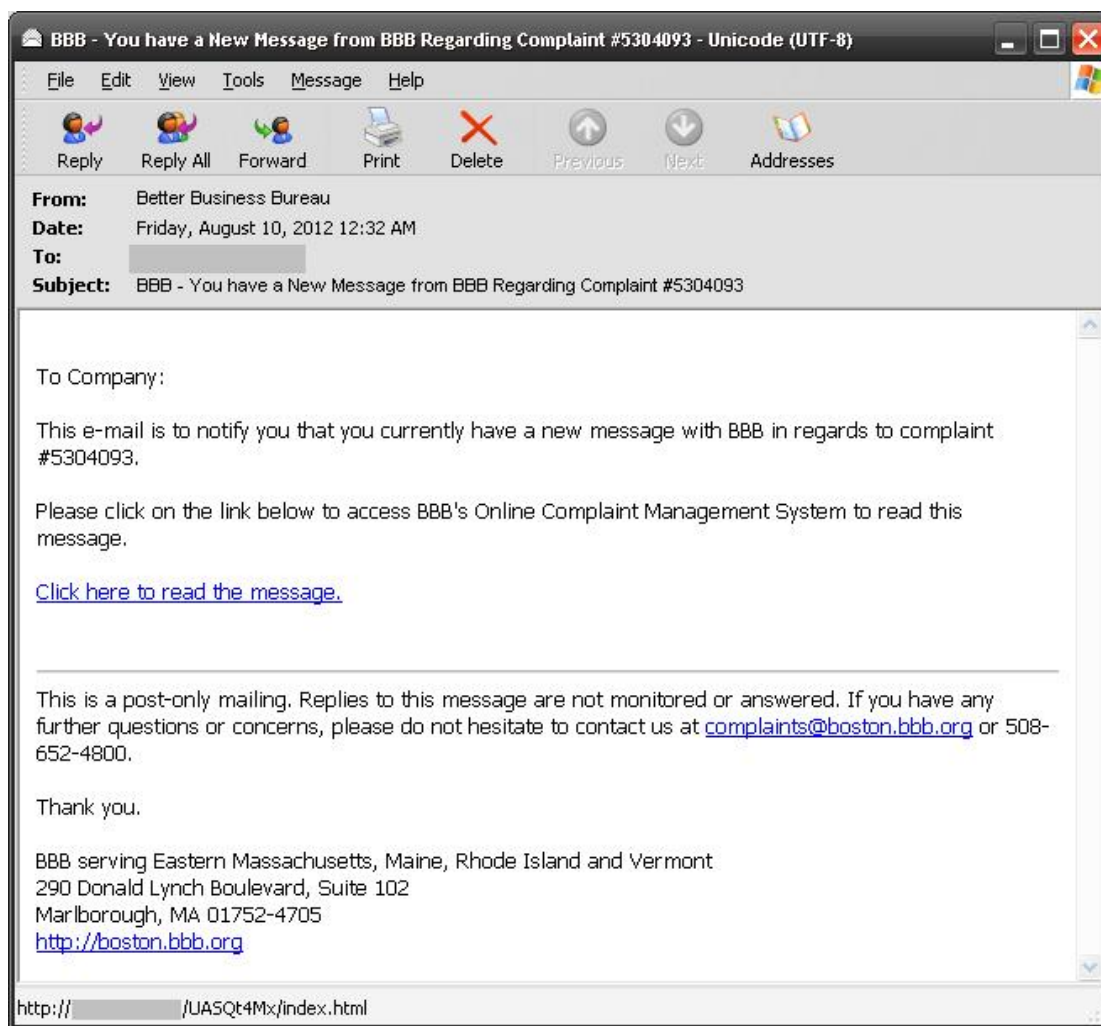 BBB - You have a New Message from BBB Regarding Complaint #5304093 - Unicode (UTF-8)
File Edit View Tools Message Help
Reply Reply All Forward Print Delete Previous Next Addresses
From: Better Business Bureau
Date: Friday, August 10, 2012 12:32 AM
To:
Subject: BBB - You have a New Message from BBB Regarding Complaint #5304093
To Company:
This e-mail is to notify you that you currently have a new message with BBB in regards to complaint
#5304093.
Please click on the link below to access BBB's Online Complaint Management System to read this
message.
Click here to read the message.
This is a post-only mailing. Replies to this message are not monitored or answered. If you have any
further questions or concerns, please do not hesitate to contact us at complaints@boston.bbb.org or 508-
652-4800.
Thank you.
BBB serving Eastern Massachusetts, Maine, Rhode Island and Vermont
290 Donald Lynch Boulevard, Suite 102
Marlborough, MA 01752-4705
http://boston.bbb.org
http:// /UASQt4Mx/index.html